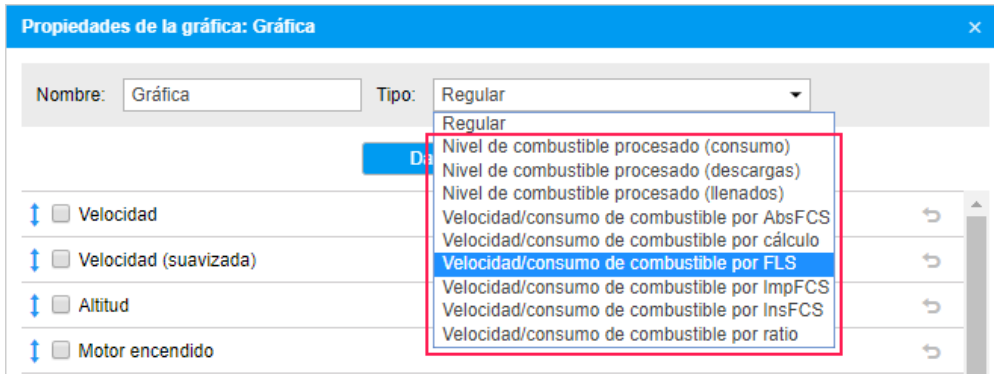 Propiedades de la gráfica: Gráfica ×
Nombre: Gráfica Tipo: Regular
Regular
Nivel de combustible procesado (consumo)
Nivel de combustible procesado (descargas)
Nivel de combustible procesado (llenados)
Velocidad/consumo de combustible por AbsFCS
Velocidad/consumo de combustible por cálculo
Velocidad/consumo de combustible por FLS
Velocidad/consumo de combustible por ImpFCS
Velocidad/consumo de combustible por InsFCS
Velocidad/consumo de combustible por ratio
Velocidad
Velocidad (suavizada)
Altitud
Motor encendido